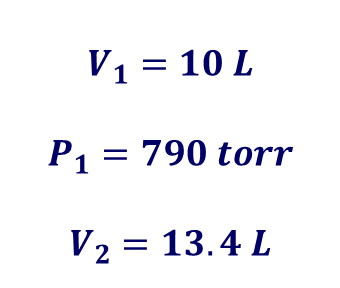 V₁ = 10 L
P₁ = 790 torr
V₂ = 13.4 L